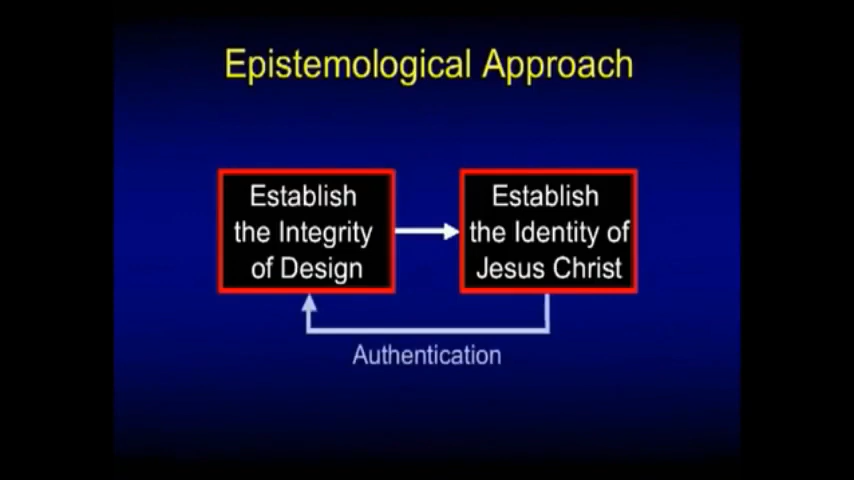 Epistemological Approach
Establish
the Integrity
of Design
Establish
the Identity of
Jesus Christ
Authentication